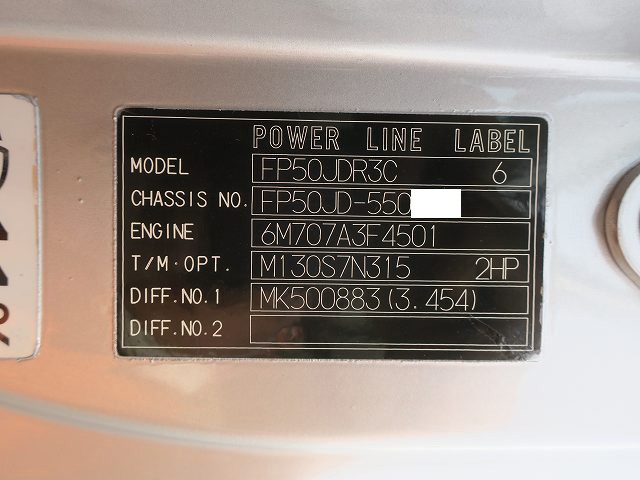 POWER LINE LABEL
MODEL FP50JDR3C 6
CHASSIS NO. FP50JD-550
ENGINE 6M707A3F4501
T/M·OPT. M130S7N315 2HP
DIFF.NO.1 MK500883(3.454)
DIFF.NO.2